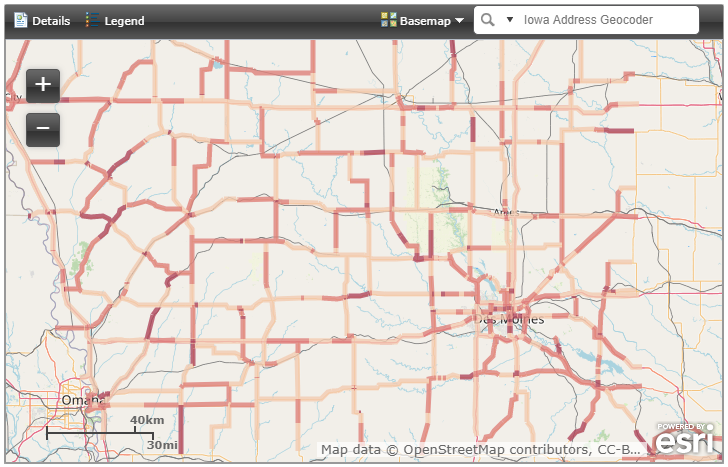 Details Legend Basemap Iowa Address Geocoder
Ames
Des Moines
Omaha
40km
30mi
Map data © OpenStreetMap contributors, CC-B...
POWERED BY
esri